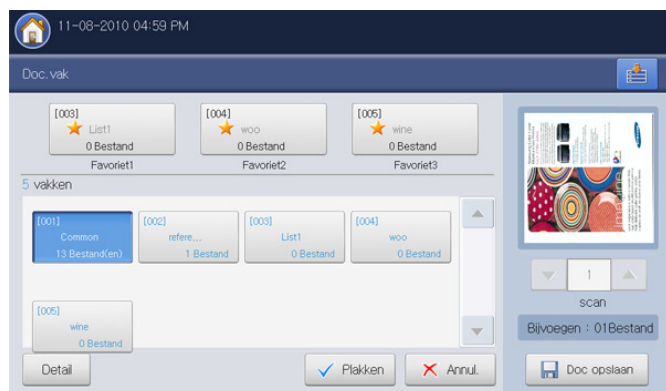 11-08-2010 04:59 PM
Doc. vak
[003]
List1
0 Bestand
Favoriet1
[004]
woo
0 Bestand
Favoriet2
[005]
wine
0 Bestand
Favoriet3
5 vakken
[001]
Common
13 Bestand(en)
[002]
refere...
1 Bestand
[003]
List1
0 Bestand
[004]
woo
0 Bestand
[005]
wine
0 Bestand
1
scan
Bijvoegen : 01Bestand
Detail
Plakken
Annul.
Doc opslaan